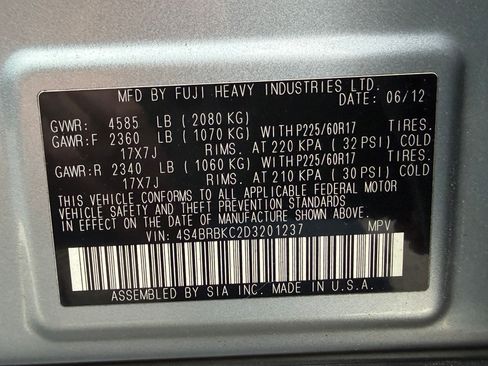 MFD BY FUJI HEAVY INDUSTRIES LTD.
DATE: 06/12
GVWR: 4585 LB ( 2080 KG)
GAWR:F 2360 LB ( 1070 KG) WITH P225/60R17 TIRES.
17X7J RIMS. AT 220 KPA ( 32 PSI) COLD
GAWR:R 2340 LB ( 1060 KG) WITH P225/60R17 TIRES.
17X7J RIMS. AT 210 KPA ( 30 PSI) COLD
THIS VEHICLE CONFORMS TO ALL APPLICABLE FEDERAL MOTOR
VEHICLE SAFETY AND THEFT PREVENTION STANDARDS
IN EFFECT ON THE DATE OF MANUFACTURE SHOWN ABOVE.
VIN: 4S4BRBKC2D3201237 MPV
ASSEMBLED BY SIA INC. MADE IN U.S.A.